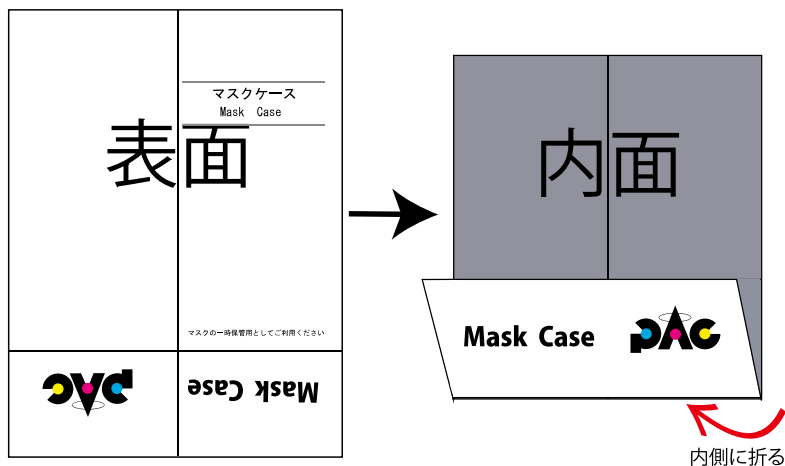 マスクケース
Mask Case
表面
マスクの一時保管用としてご利用ください
pAC
Mask Case
内面
Mask Case
pAC
内側に折る